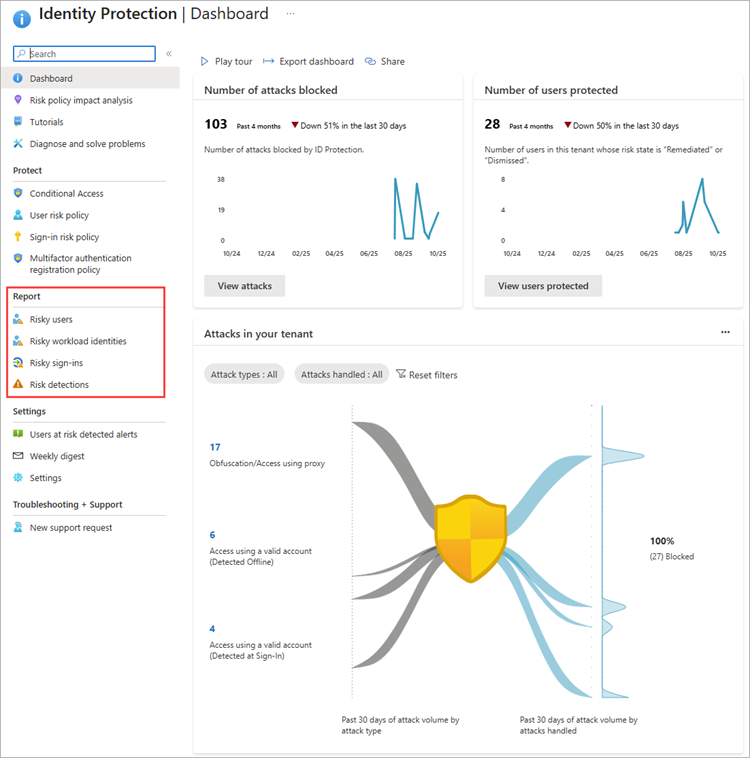 Identity Protection | Dashboard ...
Search «
Dashboard
Risk policy impact analysis
Tutorials
Diagnose and solve problems
Protect
Conditional Access
User risk policy
Sign-in risk policy
Multifactor authentication
registration policy
Report
Risky users
Risky workload identities
Risky sign-ins
Risk detections
Settings
Users at risk detected alerts
Weekly digest
Settings
Troubleshooting + Support
New support request
Play tour Export dashboard Share
Number of attacks blocked
103 Past 4 months Down 51% in the last 30 days
Number of attacks blocked by ID Protection.
38
19
0
10/24 12/24 02/25 04/25 06/25 08/25 10/25
View attacks
Number of users protected
28 Past 4 months Down 50% in the last 30 days
Number of users in this tenant whose risk state is "Remediated" or
"Dismissed".
8
4
0
10/24 12/24 02/25 04/25 06/25 08/25 10/25
View users protected
Attacks in your tenant ...
Attack types : All Attacks handled : All Reset filters
17
Obfuscation/Access using proxy
6
Access using a valid account
(Detected Offline)
4
Access using a valid account
(Detected at Sign-In)
100%
(27) Blocked
Past 30 days of attack volume by
attack type
Past 30 days of attack volume by
attacks handled